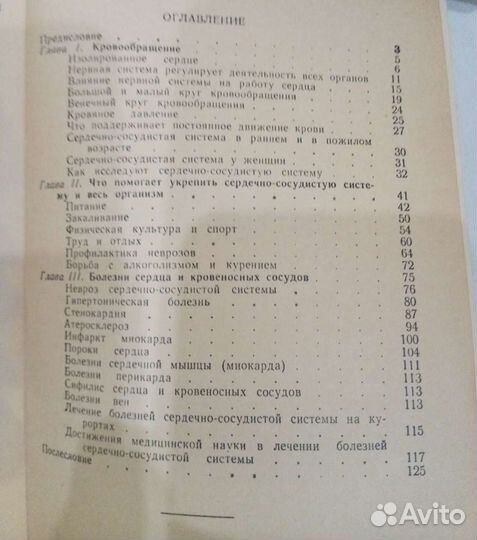 ОГЛАВЛЕНИЕ
Предисловие . . . 3
Глава I. Кровообращение . . . 5
Изолированное сердце . . . 6
Нервная система регулирует деятельность всех органов 11
Влияние нервной системы на работу сердца . . . 15
Большой и малый круг кровообращения . . . 19
Венечный круг кровообращения . . . 24
Кровяное давление . . . 25
Что поддерживает постоянное движение крови . . . 27
Сердечно-сосудистая система в раннем и в пожилом
возрасте . . . 30
Сердечно-сосудистая система у женщин . . . 31
Как исследуют сердечно-сосудистую систему . . . 32
Глава II. Что помогает укрепить сердечно-сосудистую систе-
му и весь организм . . . 41
Питание . . . 42
Закаливание . . . 50
Физическая культура и спорт . . . 54
Труд и отдых . . . 60
Профилактика неврозов . . . 64
Борьба с алкоголизмом и курением . . . 72
Глава III. Болезни сердца и кровеносных сосудов . . . 75
Невроз сердечно-сосудистой системы . . . 76
Гипертоническая болезнь . . . 80
Стенокардия . . . 87
Атеросклероз . . . 94
Инфаркт миокарда . . . 100
Пороки сердца . . . 104
Болезни сердечной мышцы (миокарда) . . . 111
Болезни перикарда . . . 113
Сифилис сердца и кровеносных сосудов . . . 113
Болезни вен . . . 113
Лечение болезней сердечно-сосудистой системы на ку-
рортах . . . 115
Достижения медицинской науки в лечении болезней
сердечно-сосудистой системы . . . 117
Послесловие . . . 125
Avito